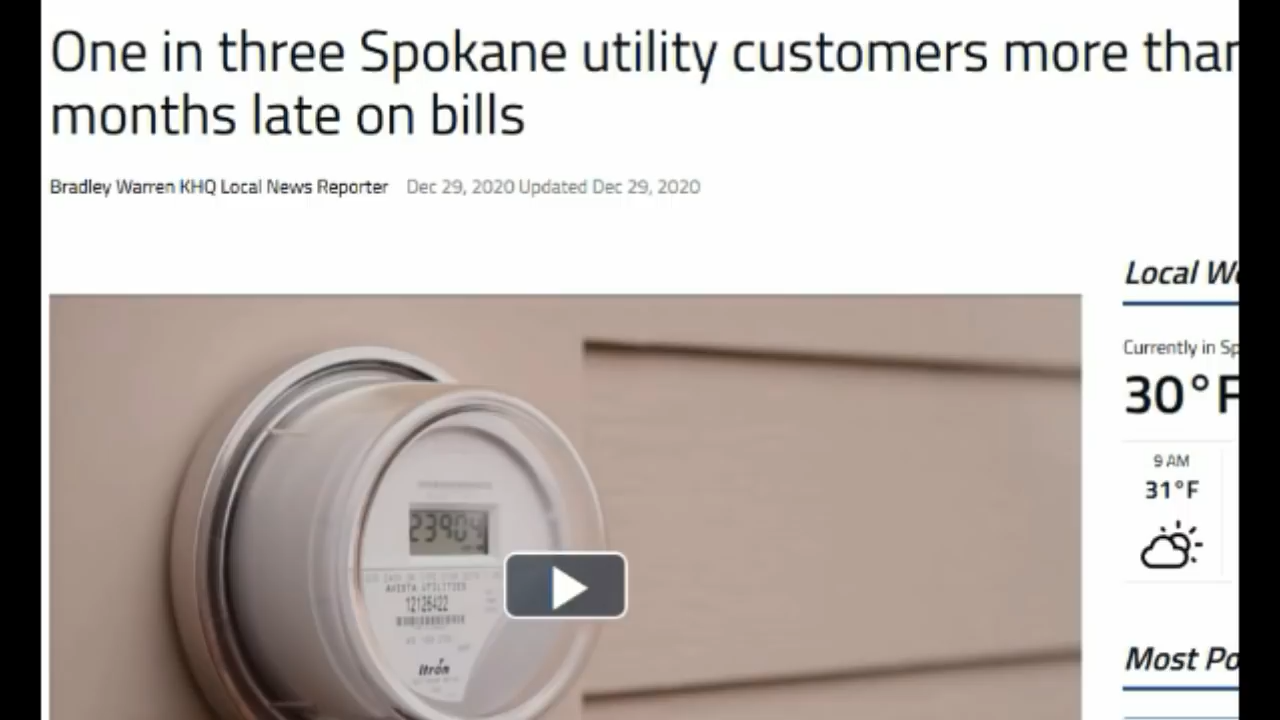 One in three Spokane utility customers more than
months late on bills
Bradley Warren KHQ Local News Reporter Dec 29, 2020 Updated Dec 29, 2020
Local We
Currently in Sp
30°F
9 AM
31°F
23904
AVISTA UTILITIES
12126422
Itron
Most Po